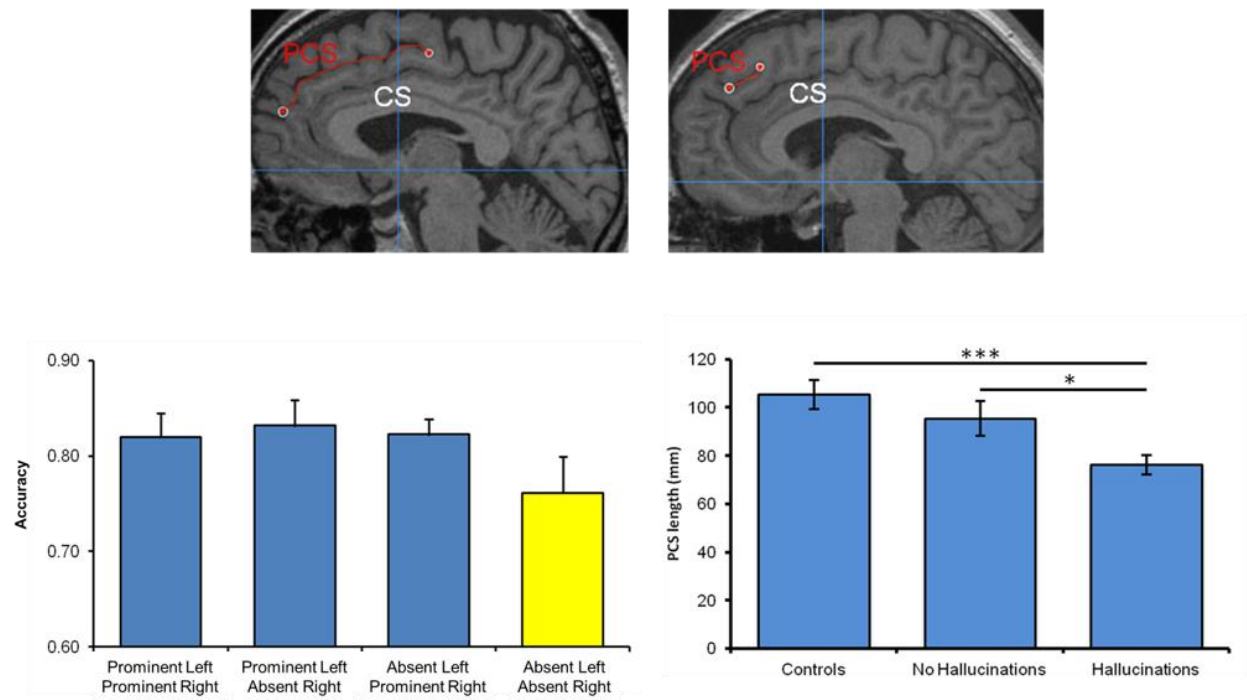 PCS
CS
PCS
CS
0.90
0.80
0.70
0.60
Accuracy
Prominent Left
Prominent Right
Prominent Left
Absent Right
Absent Left
Prominent Right
Absent Left
Absent Right
120
100
80
60
40
20
0
PCS length (mm)
***
*
Controls
No Hallucinations
Hallucinations